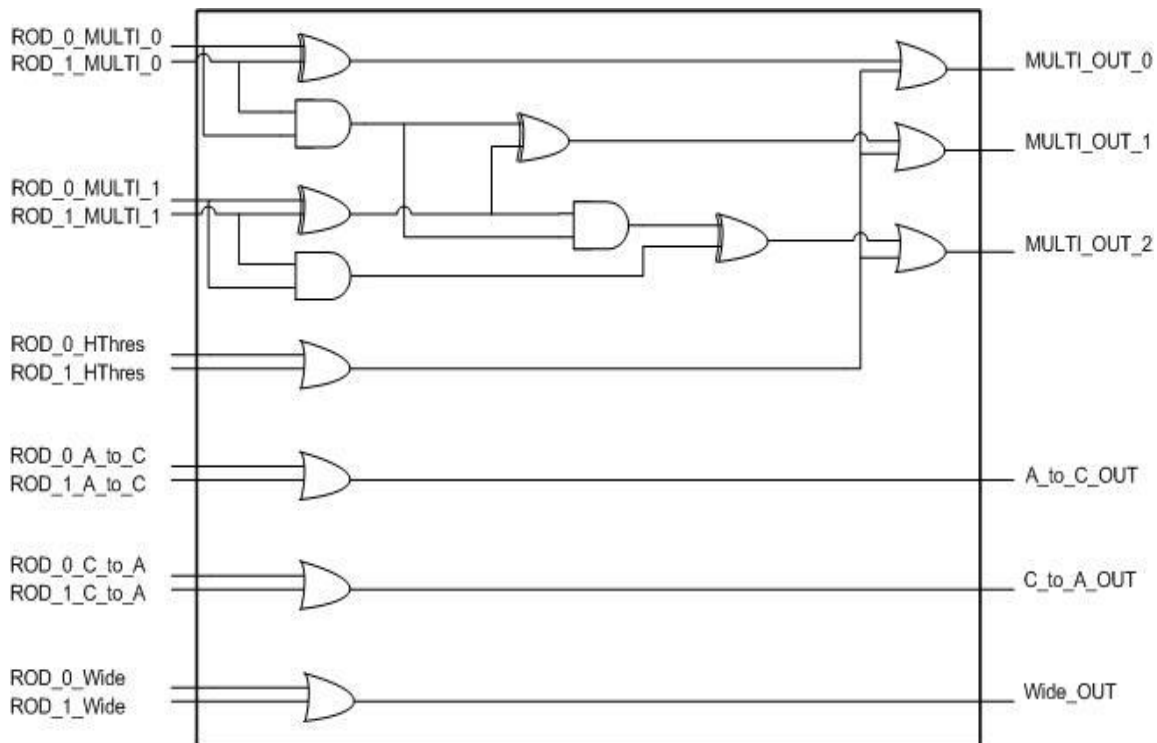 ROD_0_MULTI_0
ROD_1_MULTI_0
MULTI_OUT_0
MULTI_OUT_1
ROD_0_MULTI_1
ROD_1_MULTI_1
MULTI_OUT_2
ROD_0_HThres
ROD_1_HThres
ROD_0_A_to_C
ROD_1_A_to_C
A_to_C_OUT
ROD_0_C_to_A
ROD_1_C_to_A
C_to_A_OUT
ROD_0_Wide
ROD_1_Wide
Wide_OUT